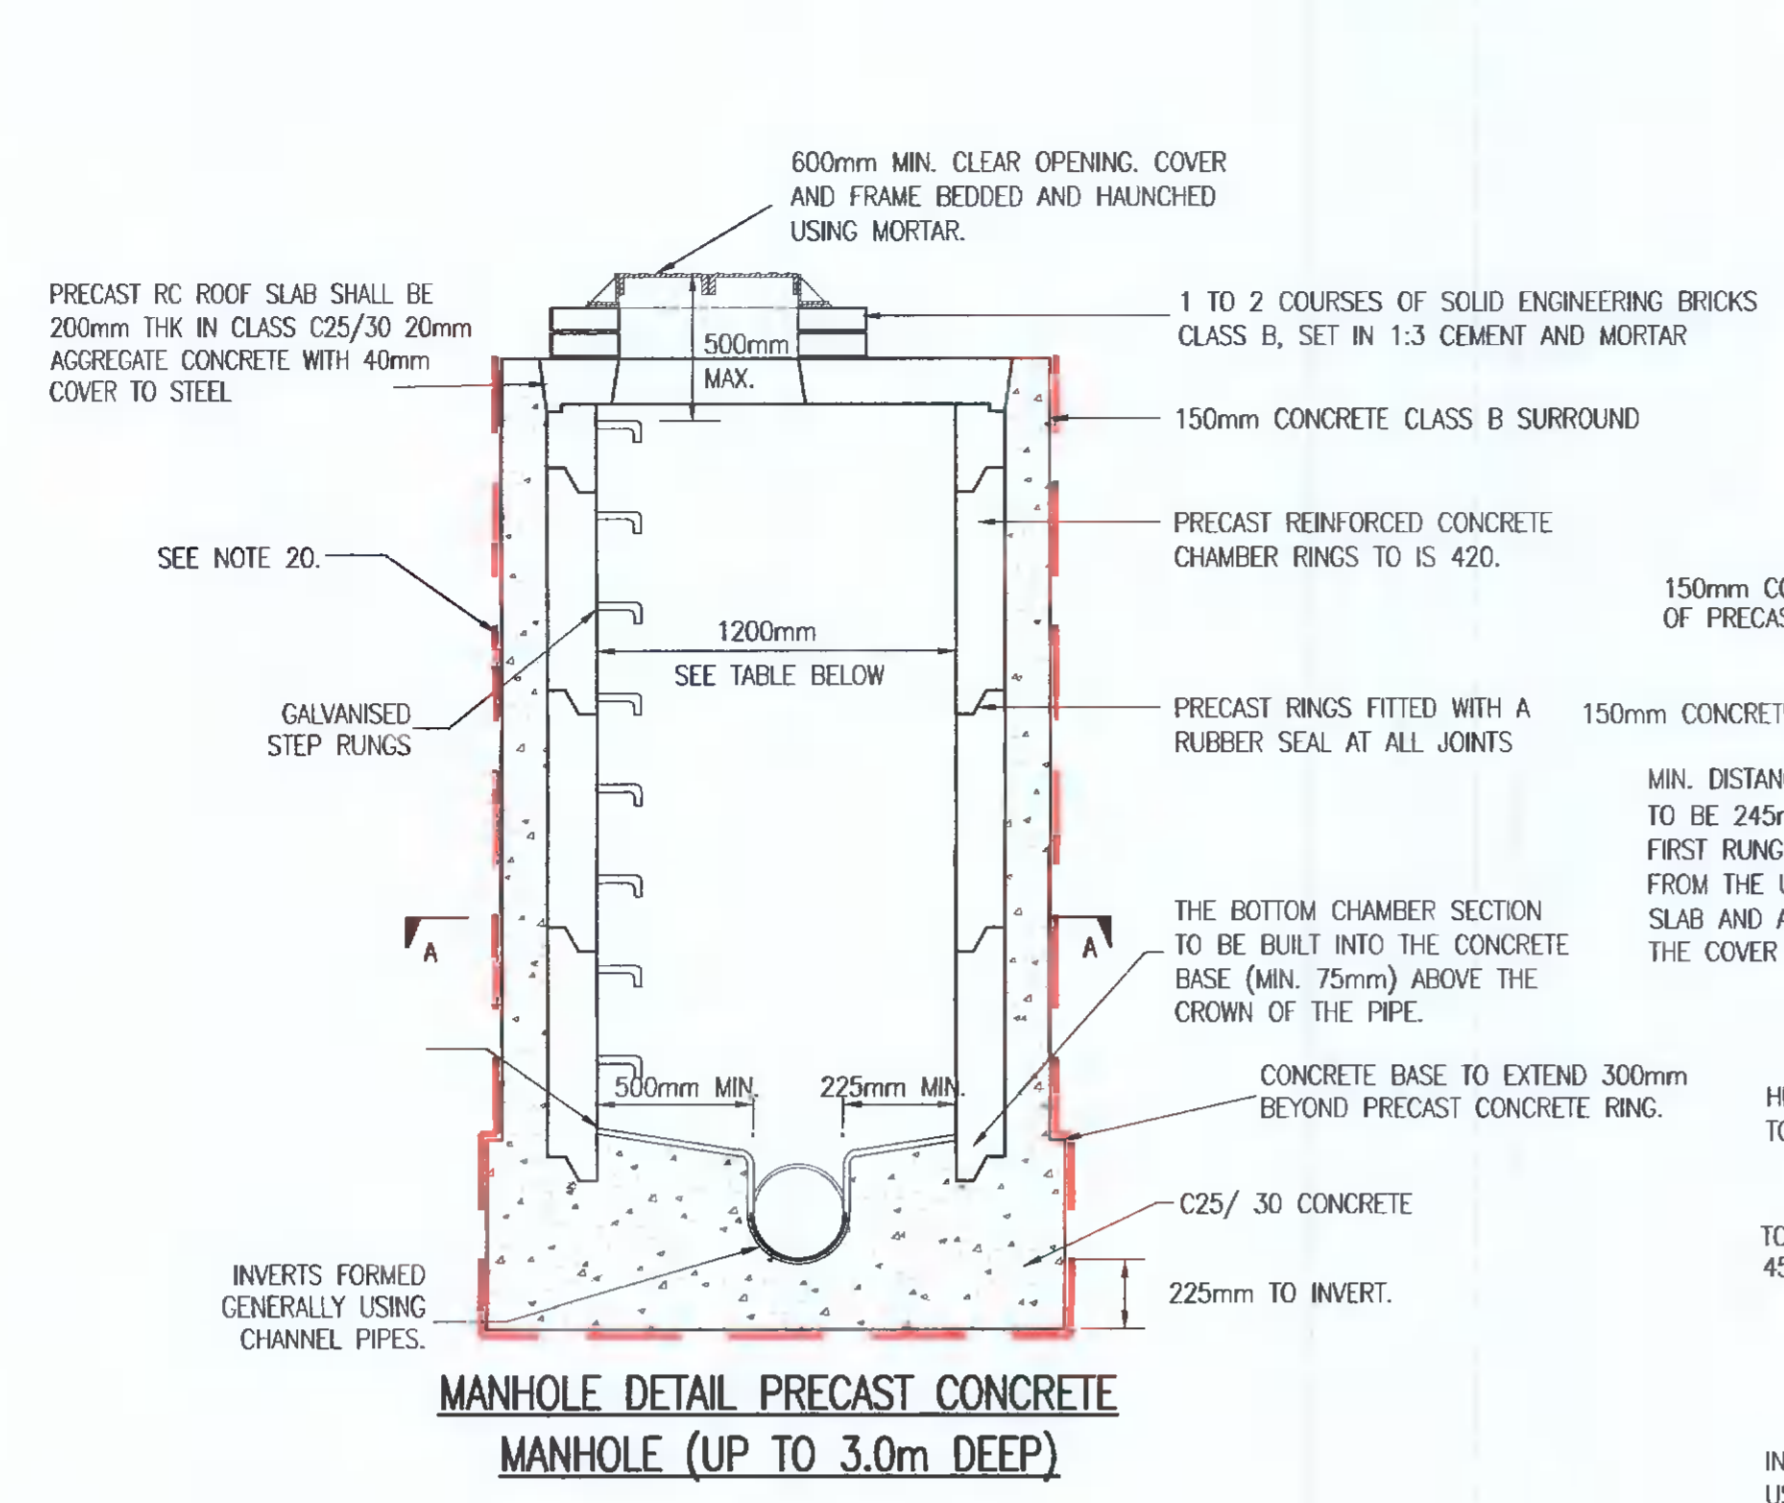 600mm MIN. CLEAR OPENING. COVER
AND FRAME BEDDED AND HAUNCHED
USING MORTAR.
PRECAST RC ROOF SLAB SHALL BE
200mm THK IN CLASS C25/30 20mm
AGGREGATE CONCRETE WITH 40mm
COVER TO STEEL
1 TO 2 COURSES OF SOLID ENGINEERING BRICKS
CLASS B, SET IN 1:3 CEMENT AND MORTAR
500mm
MAX.
150mm CONCRETE CLASS B SURROUND
PRECAST REINFORCED CONCRETE
CHAMBER RINGS TO IS 420.
SEE NOTE 20.
1200mm
SEE TABLE BELOW
GALVANISED
STEP RUNGS
PRECAST RINGS FITTED WITH A
RUBBER SEAL AT ALL JOINTS
A
A
THE BOTTOM CHAMBER SECTION
TO BE BUILT INTO THE CONCRETE
BASE (MIN. 75mm) ABOVE THE
CROWN OF THE PIPE.
500mm MIN.
225mm MIN.
CONCRETE BASE TO EXTEND 300mm
BEYOND PRECAST CONCRETE RING.
C25/ 30 CONCRETE
225mm TO INVERT.
INVERTS FORMED
GENERALLY USING
CHANNEL PIPES.
150mm
OF
150mm
MIN.
TO BE
FIRST RUNG
FROM THE
SLAB AND
THE COVER
MANHOLE DETAIL PRECAST CONCRETE
MANHOLE (UP TO 3.0m DEEP)